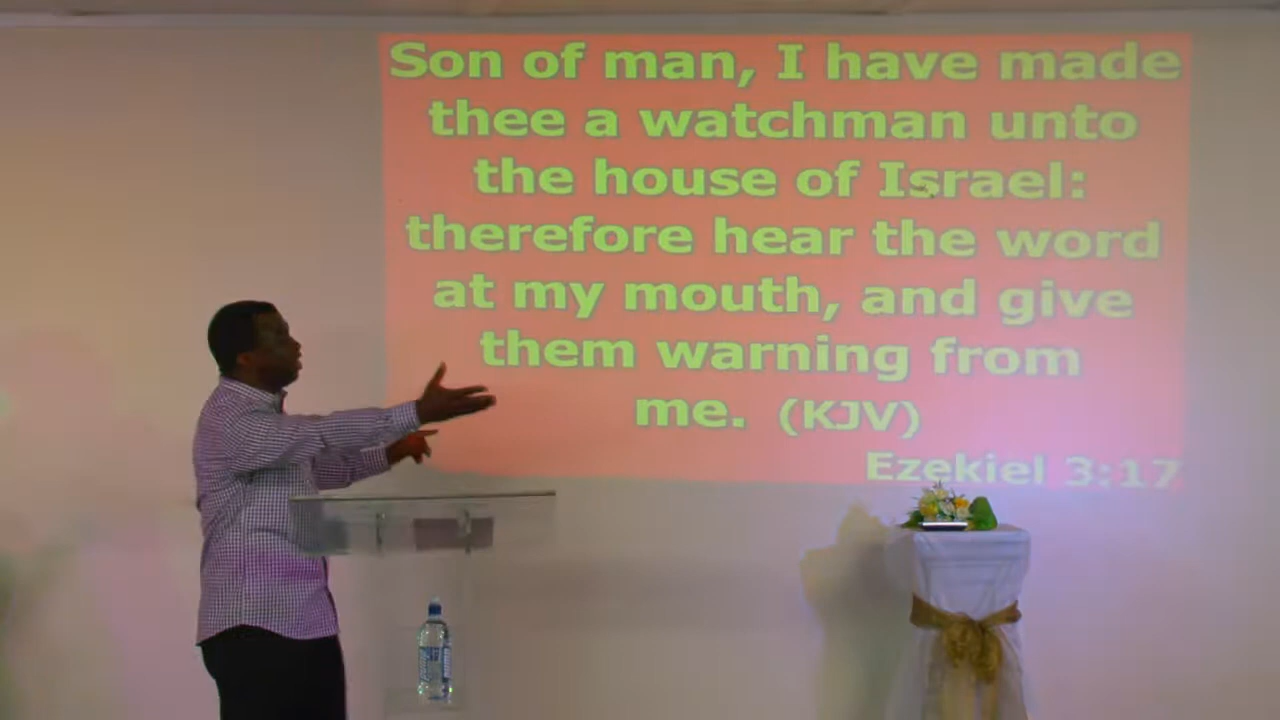 Son of man, I have made
thee a watchman unto
the house of Israel:
therefore hear the word
at my mouth, and give
them warning from
me. (KJV)
Ezekiel 3:17